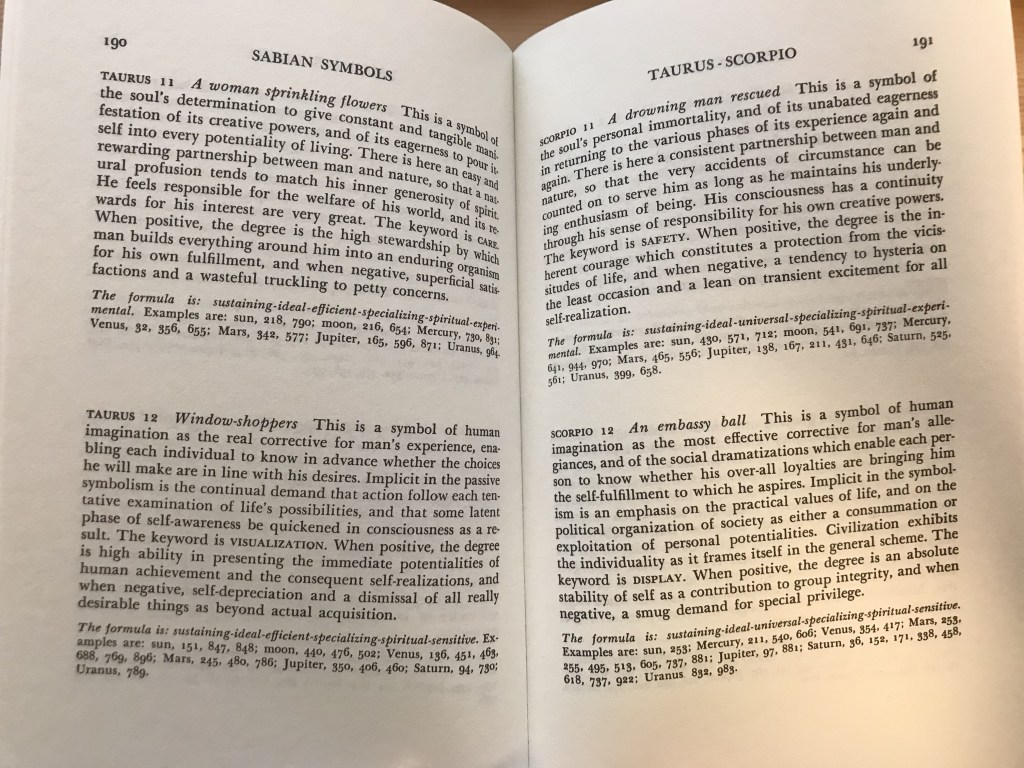 190
SABIAN SYMBOLS
TAURUS 11 A woman sprinkling flowers This is a symbol of
the soul's determination to give constant and tangible mani-
festation of its creative powers, and of its eagerness to pour it-
self into every potentiality of living. There is here an easy and
rewarding partnership between man and nature, so that a nat-
ural profusion tends to match his inner generosity of spirit.
He feels responsible for the welfare of his world, and its re-
wards for his interest are very great. The keyword is CARE.
When positive, the degree is the high stewardship by which
man builds everything around him into an enduring organism
for his own fulfillment, and when negative, superficial satis-
factions and a wasteful truckling to petty concerns.
The formula is: sustaining-ideal-efficient-specializing-spiritual-experi-
mental. Examples are: sun, 218, 790; moon, 216, 654; Mercury, 730, 831;
Venus, 32, 356, 655; Mars, 342, 577; Jupiter, 165, 596, 871; Uranus, 964.
TAURUS 12 Window-shoppers This is a symbol of human
imagination as the real corrective for man's experience, ena-
bling each individual to know in advance whether the choices
he will make are in line with his desires. Implicit in the passive
symbolism is the continual demand that action follow each ten-
tative examination of life's possibilities, and that some latent
phase of self-awareness be quickened in consciousness as a re-
sult. The keyword is VISUALIZATION. When positive, the degree
is high ability in presenting the immediate potentialities of
human achievement and the consequent self-realizations, and
when negative, self-depreciation and a dismissal of all really
desirable things as beyond actual acquisition.
The formula is: sustaining-ideal-efficient-specializing-spiritual-sensitive. Ex-
amples are: sun, 151, 847, 848; moon, 440, 476, 502; Venus, 136, 451, 463,
688, 769, 896; Mars, 245, 480, 786; Jupiter, 350, 406, 460; Saturn, 94, 730;
Uranus, 789.
191
TAURUS-SCORPIO
SCORPIO 11 A drowning man rescued This is a symbol of
the soul's personal immortality, and of its unabated eagerness
in returning to the various phases of its experience again and
again. There is here a consistent partnership between man and
nature, so that the very accidents of circumstance can be
counted on to serve him as long as he maintains his underly-
ing enthusiasm of being. His consciousness has a continuity
through his sense of responsibility for his own creative powers.
The keyword is SAFETY. When positive, the degree is the in-
herent courage which constitutes a protection from the vicis-
situdes of life, and when negative, a tendency to hysteria on
the least occasion and a lean on transient excitement for all
self-realization.
The formula is: sustaining-ideal-universal-specializing-spiritual-experi-
mental. Examples are: sun, 430, 571, 712; moon, 541, 691, 737; Mercury,
641, 944, 970; Mars, 465, 556; Jupiter, 138, 167, 211, 431, 646; Saturn, 525,
561; Uranus, 399, 658.
SCORPIO 12 An embassy ball This is a symbol of human
imagination as the most effective corrective for man's alle-
giances, and of the social dramatizations which enable each per-
son to know whether his over-all loyalties are bringing him
the self-fulfillment to which he aspires. Implicit in the symbol-
ism is an emphasis on the practical values of life, and on the
political organization of society as either a consummation or
exploitation of personal potentialities. Civilization exhibits
the individuality as it frames itself in the general scheme. The
keyword is DISPLAY. When positive, the degree is an absolute
stability of self as a contribution to group integrity, and when
negative, a smug demand for special privilege.
The formula is: sustaining-ideal-universal-specializing-spiritual-sensitive.
Examples are: sun, 253; Mercury, 211, 540, 606; Venus, 354, 417; Mars, 253,
255, 495, 513, 605, 737, 881; Jupiter, 97, 881; Saturn, 36, 152, 171, 338, 458,
618, 737, 922; Uranus 832, 983.